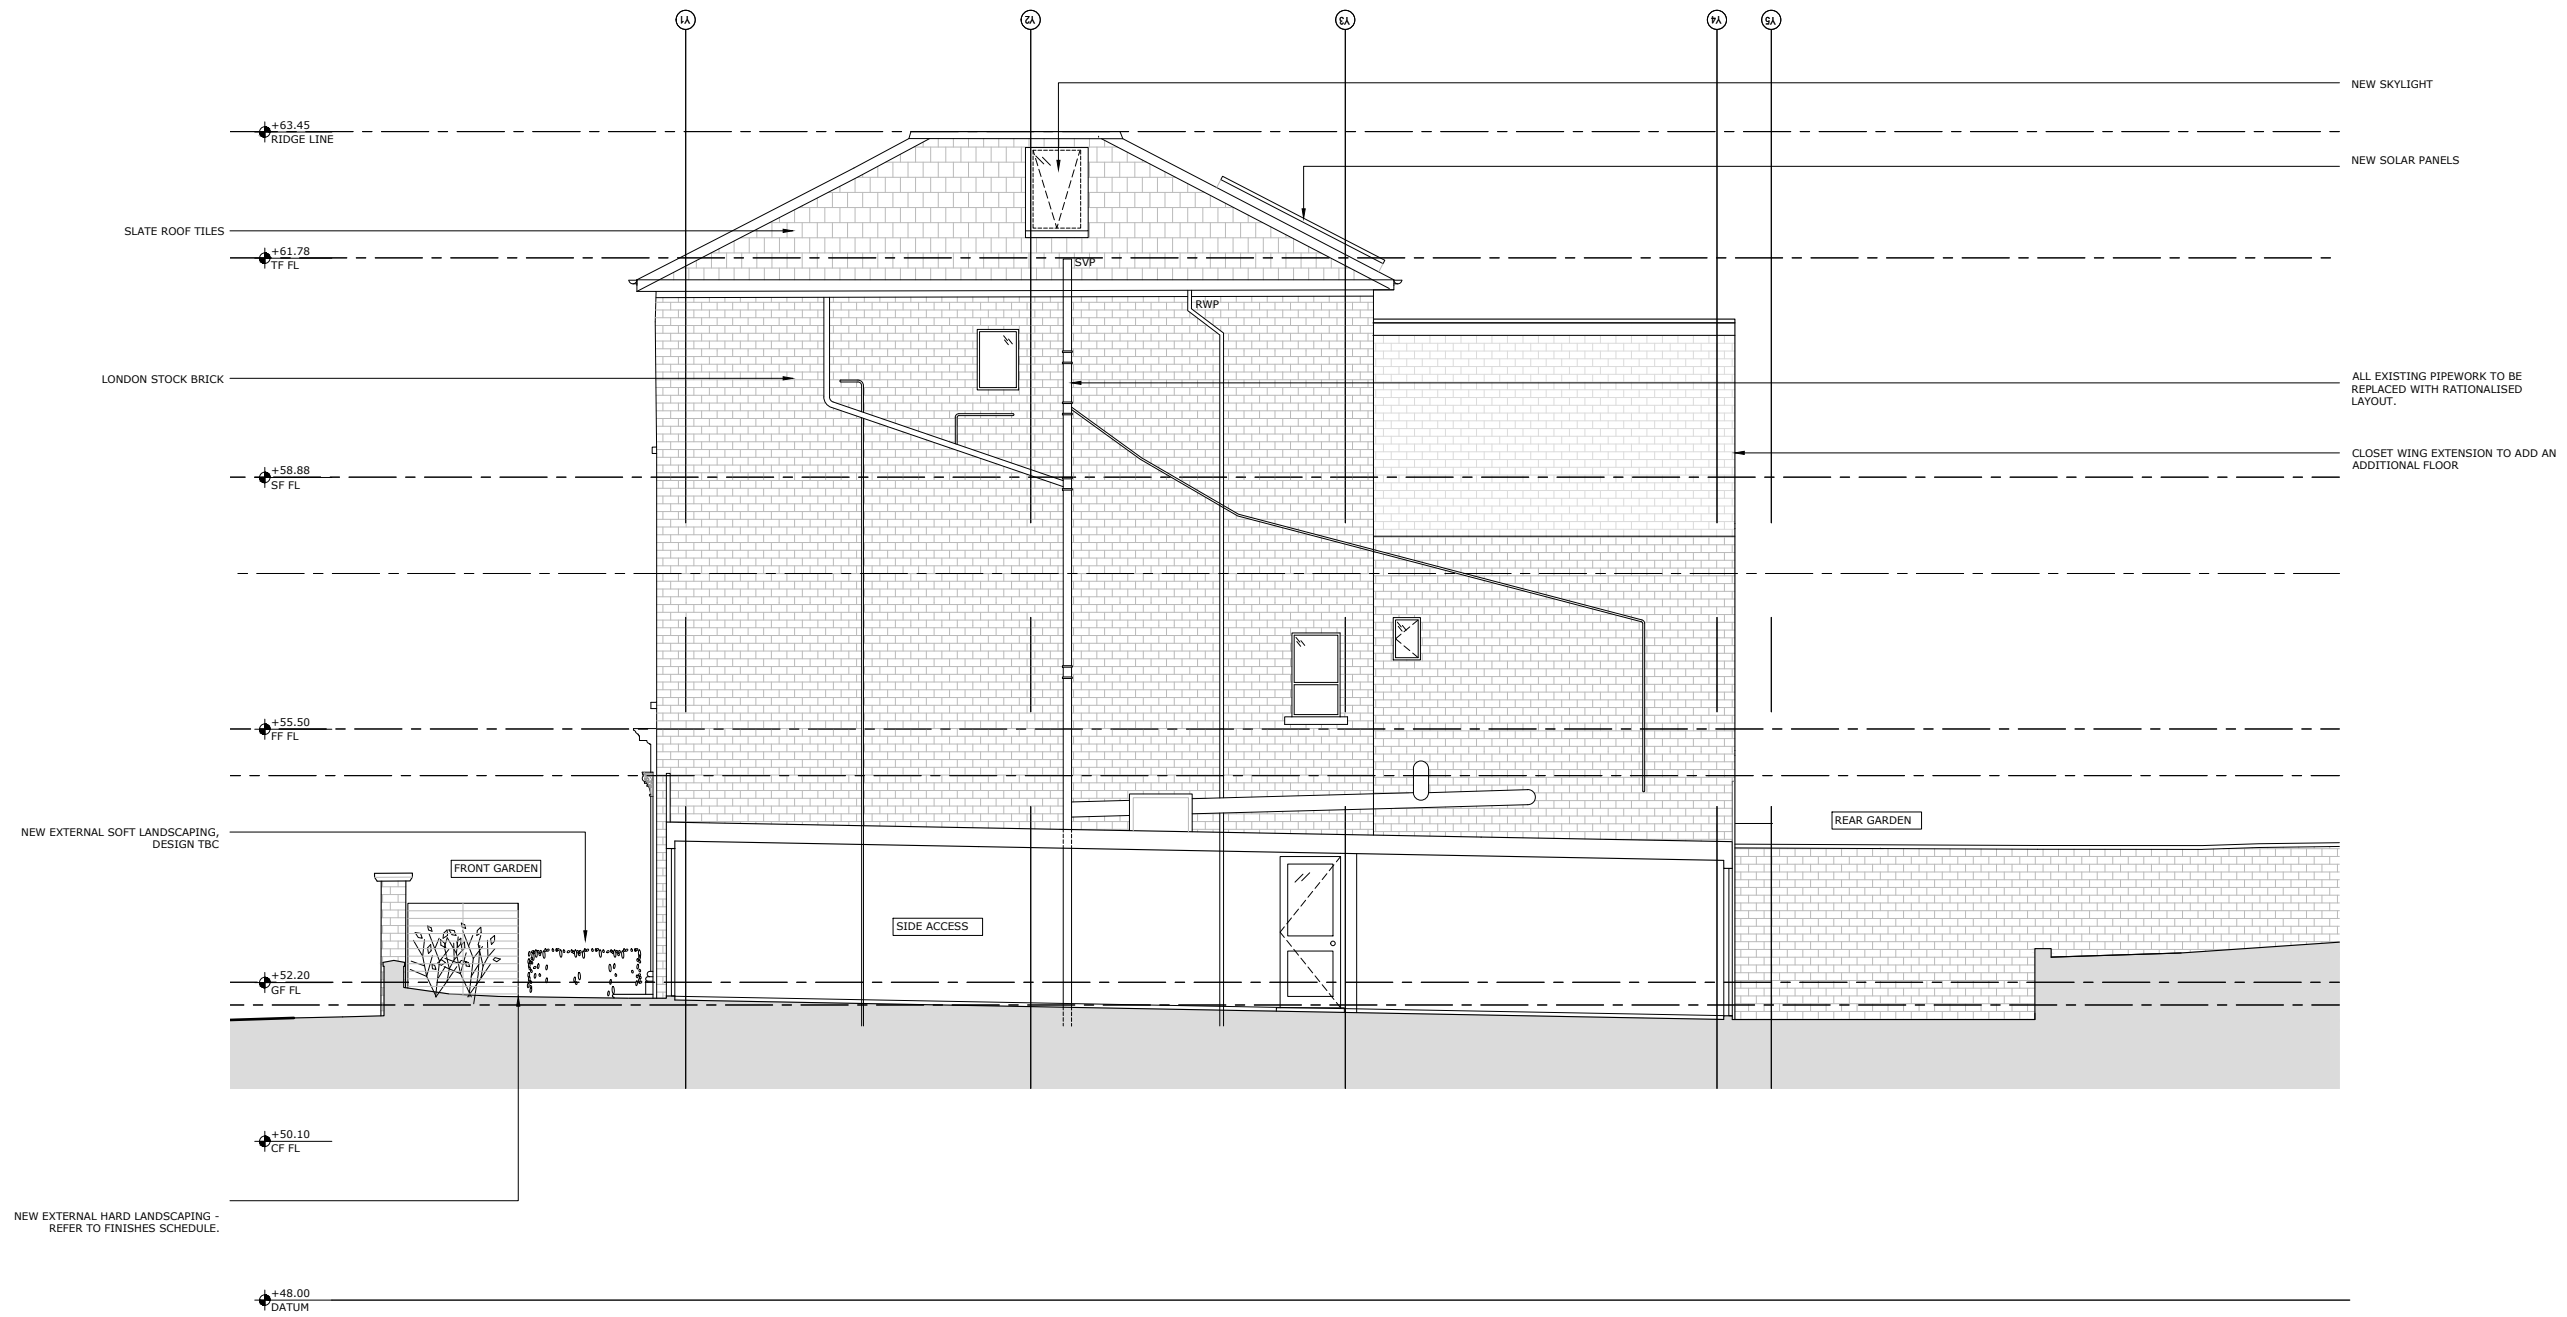 Y1
Y2
Y3
Y4
Y5
NEW SKYLIGHT
+63.45
RIDGE LINE
NEW SOLAR PANELS
SLATE ROOF TILES
+61.78
TF FL
SVP
RWP
LONDON STOCK BRICK
ALL EXISTING PIPEWORK TO BE
REPLACED WITH RATIONALISED
LAYOUT.
CLOSET WING EXTENSION TO ADD AN
ADDITIONAL FLOOR
+58.88
SF FL
+55.50
FF FL
REAR GARDEN
NEW EXTERNAL SOFT LANDSCAPING,
DESIGN TBC
FRONT GARDEN
SIDE ACCESS
+52.20
GF FL
+50.10
CF FL
NEW EXTERNAL HARD LANDSCAPING -
REFER TO FINISHES SCHEDULE.
+48.00
DATUM